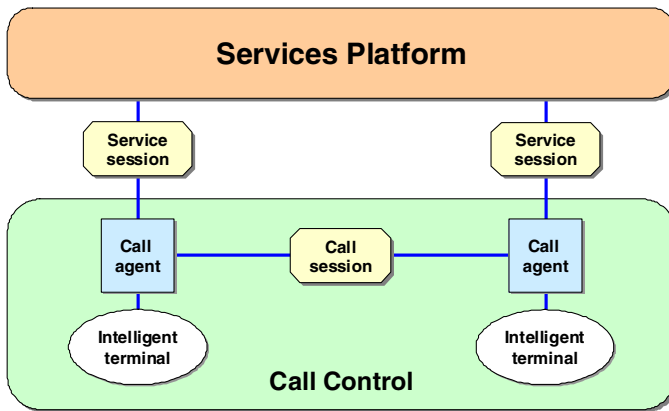 Services Platform
Service
session
Service
session
Call
agent
Call
session
Call
agent
Intelligent
terminal
Intelligent
terminal
Call Control